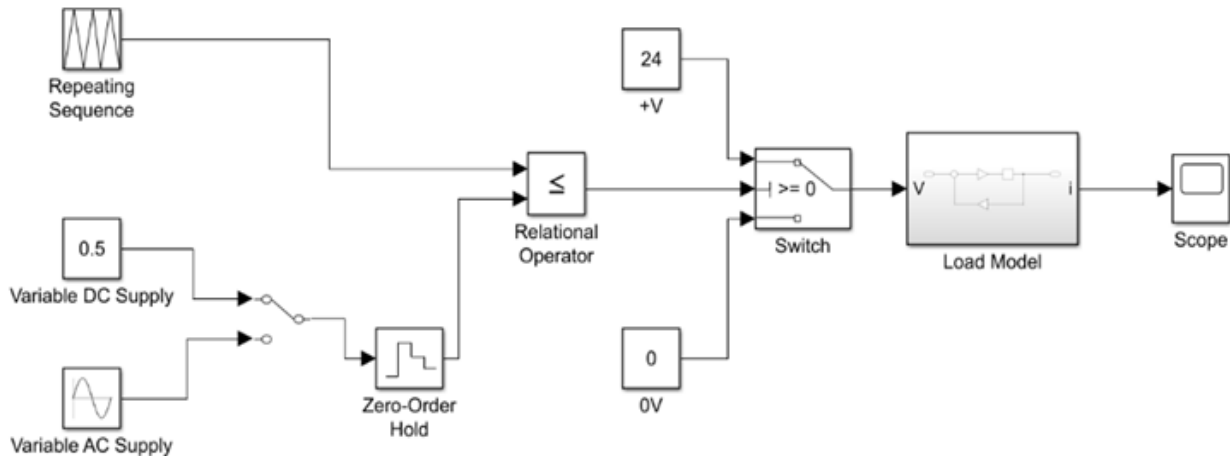 Repeating
Sequence
24
+V
≤
Relational
Operator
>= 0
Switch
V
i
Load Model
Scope
0.5
Variable DC Supply
Zero-Order
Hold
0
0V
Variable AC Supply